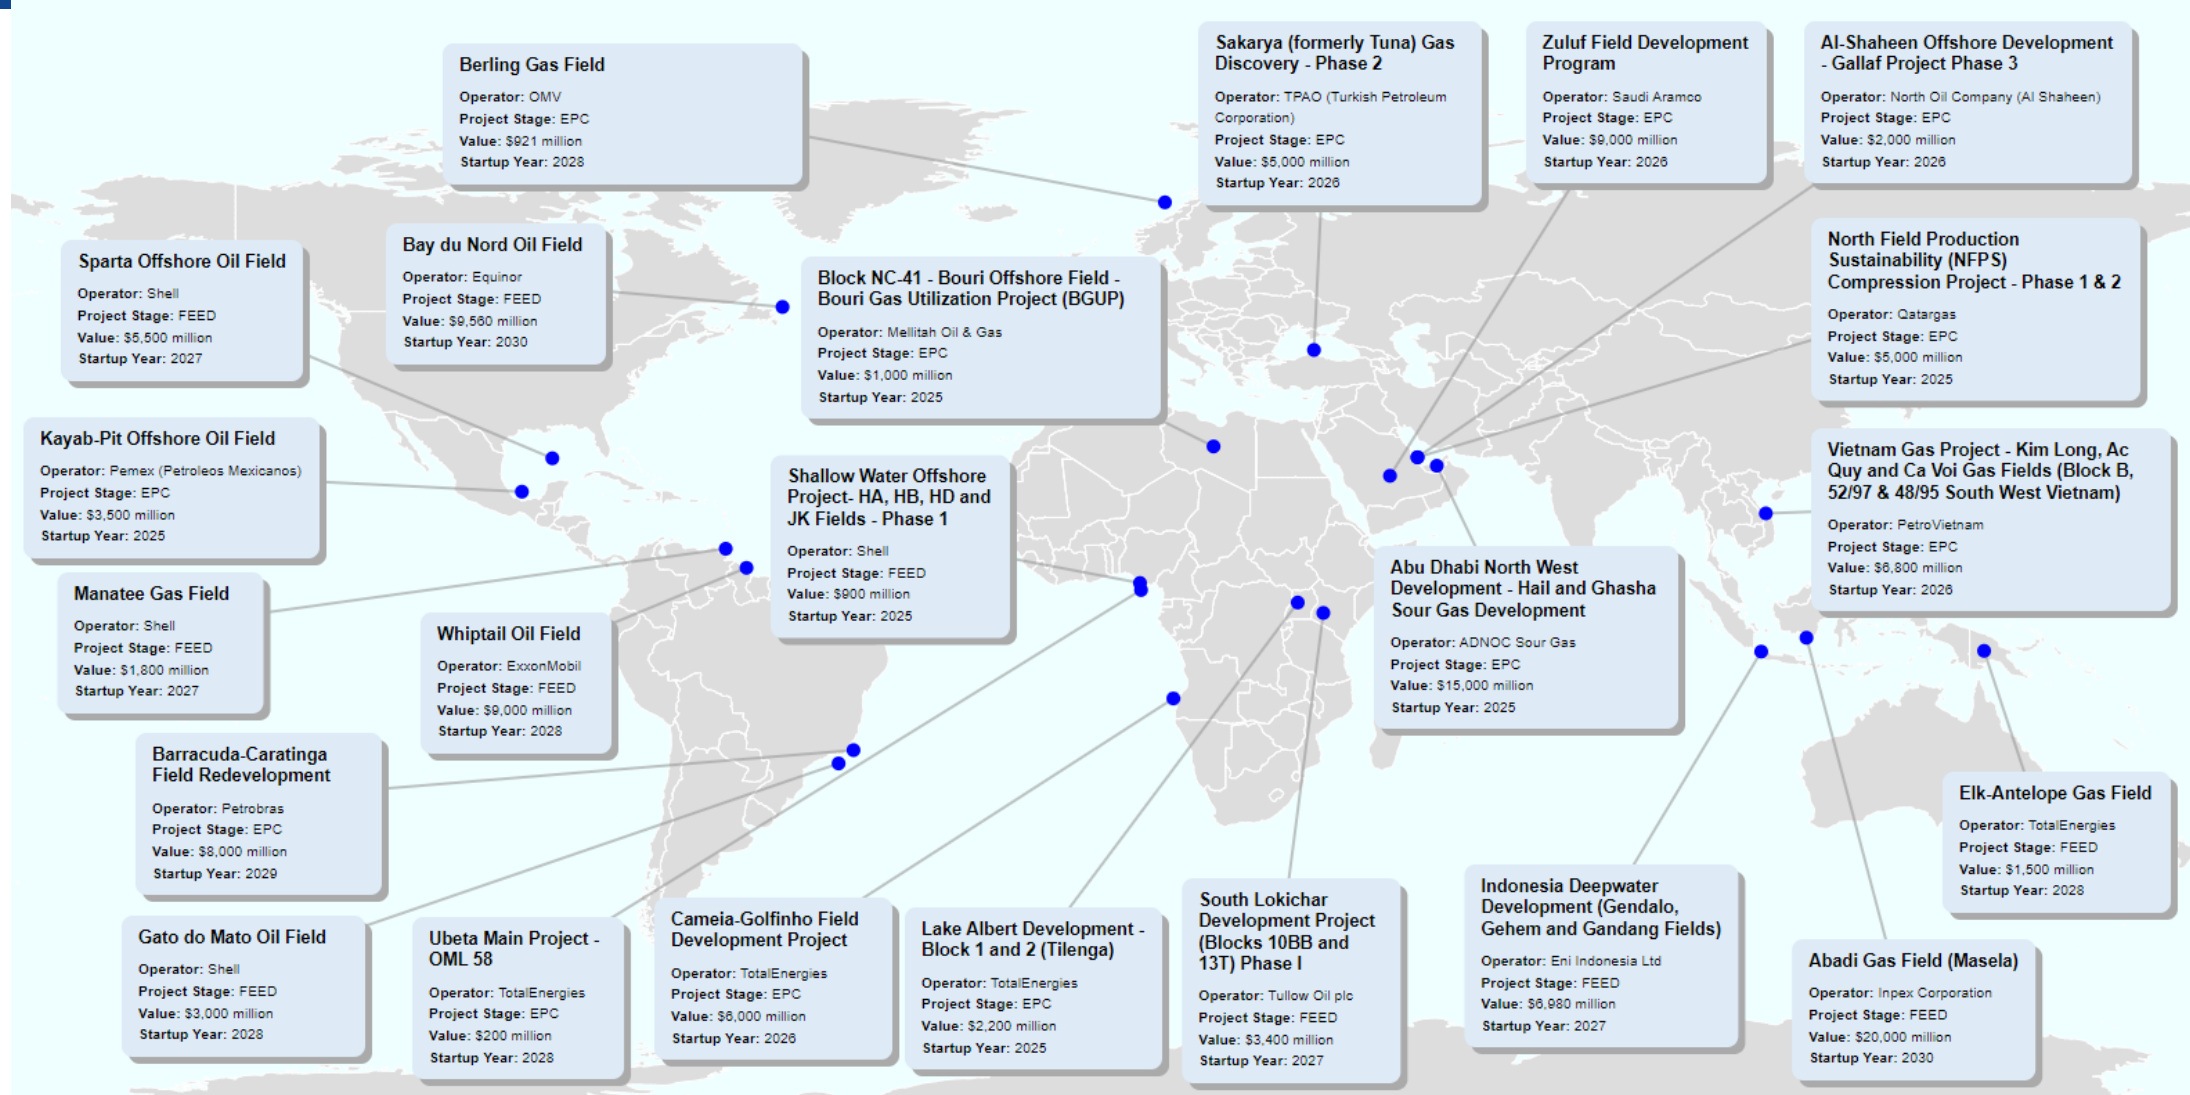 Berling Gas Field
Operator: OMV
Project Stage: EPC
Value: $921 million
Startup Year: 2028
Sakarya (formerly Tuna) Gas
Discovery - Phase 2
Operator: TPAO (Turkish Petroleum
Corporation)
Project Stage: EPC
Value: $5,000 million
Startup Year: 2026
Zuluf Field Development
Program
Operator: Saudi Aramco
Project Stage: EPC
Value: $9,000 million
Startup Year: 2026
Al-Shaheen Offshore Development
- Gallaf Project Phase 3
Operator: North Oil Company (Al Shaheen)
Project Stage: EPC
Value: $2,000 million
Startup Year: 2026
Sparta Offshore Oil Field
Operator: Shell
Project Stage: FEED
Value: $5,500 million
Startup Year: 2027
Bay du Nord Oil Field
Operator: Equinor
Project Stage: FEED
Value: $9,560 million
Startup Year: 2030
Block NC-41 - Bouri Offshore Field -
Bouri Gas Utilization Project (BGUP)
Operator: Mellitah Oil & Gas
Project Stage: EPC
Value: $1,000 million
Startup Year: 2025
North Field Production
Sustainability (NFPS)
Compression Project - Phase 1 & 2
Operator: Qatargas
Project Stage: EPC
Value: $5,000 million
Startup Year: 2025
Kayab-Pit Offshore Oil Field
Operator: Pemex (Petroleos Mexicanos)
Project Stage: EPC
Value: $3,500 million
Startup Year: 2025
Shallow Water Offshore
Project- HA, HB, HD and
JK Fields - Phase 1
Operator: Shell
Project Stage: FEED
Value: $900 million
Startup Year: 2025
Vietnam Gas Project - Kim Long, Ac
Quy and Ca Voi Gas Fields (Block B,
52/97 & 48/95 South West Vietnam)
Operator: PetroVietnam
Project Stage: EPC
Value: $6,800 million
Startup Year: 2026
Manatee Gas Field
Operator: Shell
Project Stage: FEED
Value: $1,800 million
Startup Year: 2027
Whiptail Oil Field
Operator: ExxonMobil
Project Stage: FEED
Value: $9,000 million
Startup Year: 2028
Abu Dhabi North West
Development - Hail and Ghasha
Sour Gas Development
Operator: ADNOC Sour Gas
Project Stage: EPC
Value: $15,000 million
Startup Year: 2025
Barracuda-Caratinga
Field Redevelopment
Operator: Petrobras
Project Stage: EPC
Value: $8,000 million
Startup Year: 2029
Elk-Antelope Gas Field
Operator: TotalEnergies
Project Stage: FEED
Value: $1,500 million
Startup Year: 2028
Gato do Mato Oil Field
Operator: Shell
Project Stage: FEED
Value: $3,000 million
Startup Year: 2028
Ubeta Main Project -
OML 58
Operator: TotalEnergies
Project Stage: EPC
Value: $200 million
Startup Year: 2028
Cameia-Golfinho Field
Development Project
Operator: TotalEnergies
Project Stage: EPC
Value: $6,000 million
Startup Year: 2026
Lake Albert Development -
Block 1 and 2 (Tilenga)
Operator: TotalEnergies
Project Stage: EPC
Value: $2,200 million
Startup Year: 2025
South Lokichar
Development Project
(Blocks 10BB and
13T) Phase I
Operator: Tullow Oil plc
Project Stage: FEED
Value: $3,400 million
Startup Year: 2027
Indonesia Deepwater
Development (Gendalo,
Gehem and Gandang Fields)
Operator: Eni Indonesia Ltd
Project Stage: FEED
Value: $6,980 million
Startup Year: 2027
Abadi Gas Field (Masela)
Operator: Inpex Corporation
Project Stage: FEED
Value: $20,000 million
Startup Year: 2030